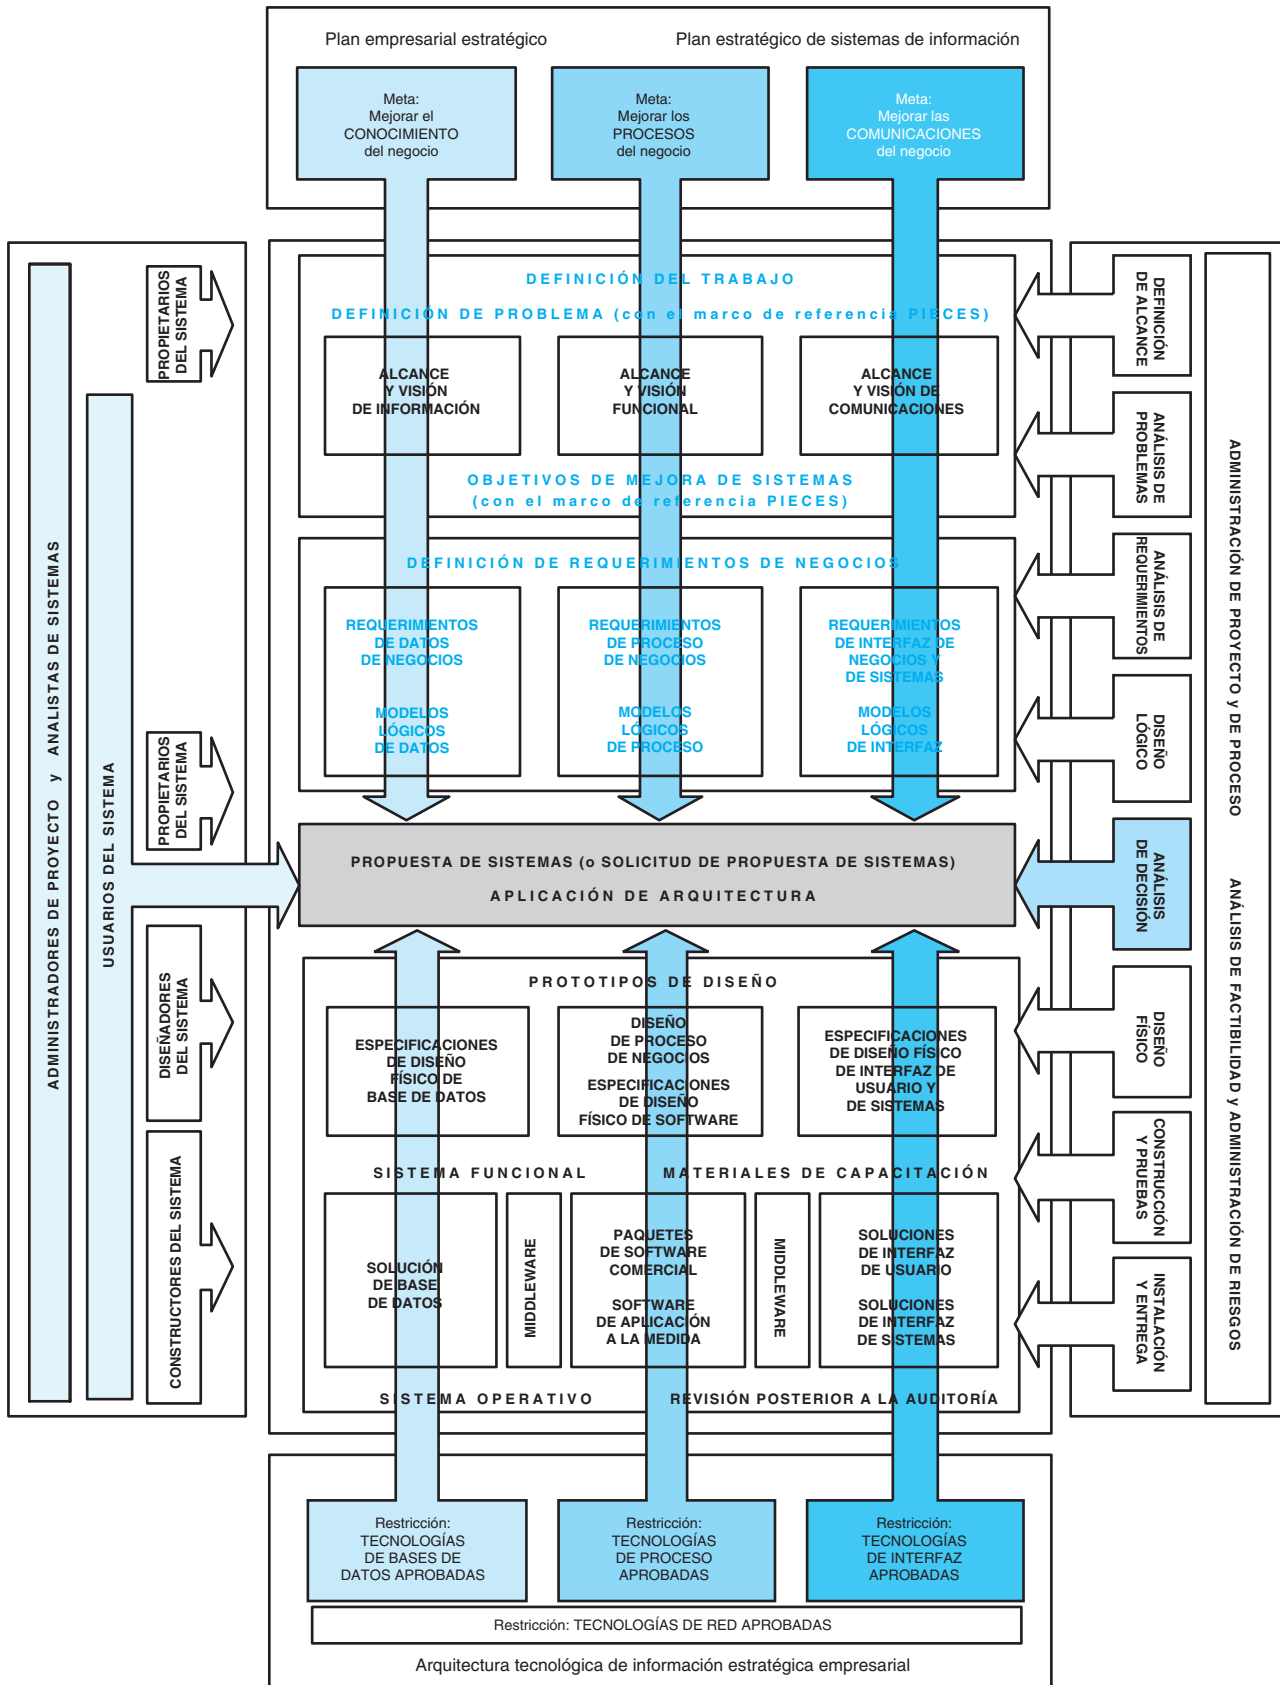 Plan empresarial estratégico
Plan estratégico de sistemas de información
Meta:
Mejorar el
CONOCIMIENTO
del negocio
Meta:
Mejorar los
PROCESOS
del negocio
Meta:
Mejorar las
COMUNICACIONES
del negocio
ADMINISTRADORES DE PROYECTO y ANALISTAS DE SISTEMAS
USUARIOS DEL SISTEMA
PROPIETARIOS
DEL SISTEMA
PROPIETARIOS
DEL SISTEMA
DISEÑADORES
DEL SISTEMA
CONSTRUCTORES DEL SISTEMA
DEFINICIÓN DEL TRABAJO
DEFINICIÓN DE PROBLEMA (con el marco de referencia PIECES)
ALCANCE
Y VISIÓN
DE INFORMACIÓN
ALCANCE
Y VISIÓN
FUNCIONAL
ALCANCE
Y VISIÓN DE
COMUNICACIONES
OBJETIVOS DE MEJORA DE SISTEMAS
(con el marco de referencia PIECES)
DEFINICIÓN DE REQUERIMIENTOS DE NEGOCIOS
REQUERIMIENTOS
DE DATOS
DE NEGOCIOS
MODELOS
LÓGICOS
DE DATOS
REQUERIMIENTOS
DE PROCESO
DE NEGOCIOS
MODELOS
LÓGICOS
DE PROCESO
REQUERIMIENTOS
DE INTERFAZ DE
NEGOCIOS Y
DE SISTEMAS
MODELOS
LÓGICOS
DE INTERFAZ
PROPUESTA DE SISTEMAS (o SOLICITUD DE PROPUESTA DE SISTEMAS)
APLICACIÓN DE ARQUITECTURA
PROTOTIPOS DE DISEÑO
ESPECIFICACIONES
DE DISEÑO
FÍSICO DE
BASE DE DATOS
DISEÑO
DE PROCESO
DE NEGOCIOS
ESPECIFICACIONES
DE DISEÑO
FÍSICO DE SOFTWARE
ESPECIFICACIONES
DE DISEÑO FÍSICO
DE INTERFAZ DE
USUARIO Y
DE SISTEMAS
SISTEMA FUNCIONAL
MATERIALES DE CAPACITACIÓN
SOLUCIÓN
DE BASE
DE DATOS
MIDDLEWARE
PAQUETES
DE SOFTWARE
COMERCIAL
SOFTWARE
DE APLICACIÓN
A LA MEDIDA
MIDDLEWARE
SOLUCIONES
DE INTERFAZ
DE USUARIO
SOLUCIONES
DE INTERFAZ
DE SISTEMAS
SISTEMA OPERATIVO
REVISIÓN POSTERIOR A LA AUDITORÍA
DEFINICIÓN
DE ALCANCE
ANÁLISIS DE
PROBLEMAS
ANÁLISIS DE
REQUERIMIENTOS
DISEÑO
LÓGICO
ANÁLISIS
DE DECISIÓN
DISEÑO
FÍSICO
CONSTRUCCIÓN
Y PRUEBAS
INSTALACIÓN
Y ENTREGA
ADMINISTRACIÓN DE PROYECTO y DE PROCESO
ANÁLISIS DE FACTIBILIDAD y ADMINISTRACIÓN DE RIESGOS
Restricción:
TECNOLOGÍAS
DE BASES DE
DATOS APROBADAS
Restricción:
TECNOLOGÍAS
DE PROCESO
APROBADAS
Restricción:
TECNOLOGÍAS
DE INTERFAZ
APROBADAS
Restricción: TECNOLOGÍAS DE RED APROBADAS
Arquitectura tecnológica de información estratégica empresarial